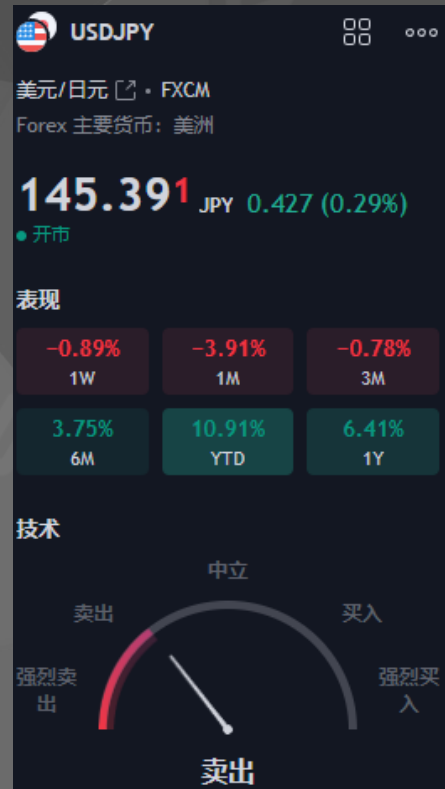 USDJPY
美元/日元 • FXCM
Forex 主要货币：美洲
145.391 JPY 0.427 (0.29%)
开市
表现
−0.89% −3.91% −0.78%
1W 1M 3M
3.75% 10.91% 6.41%
6M YTD 1Y
技术
中立
卖出 买入
强烈卖出 强烈买入
卖出